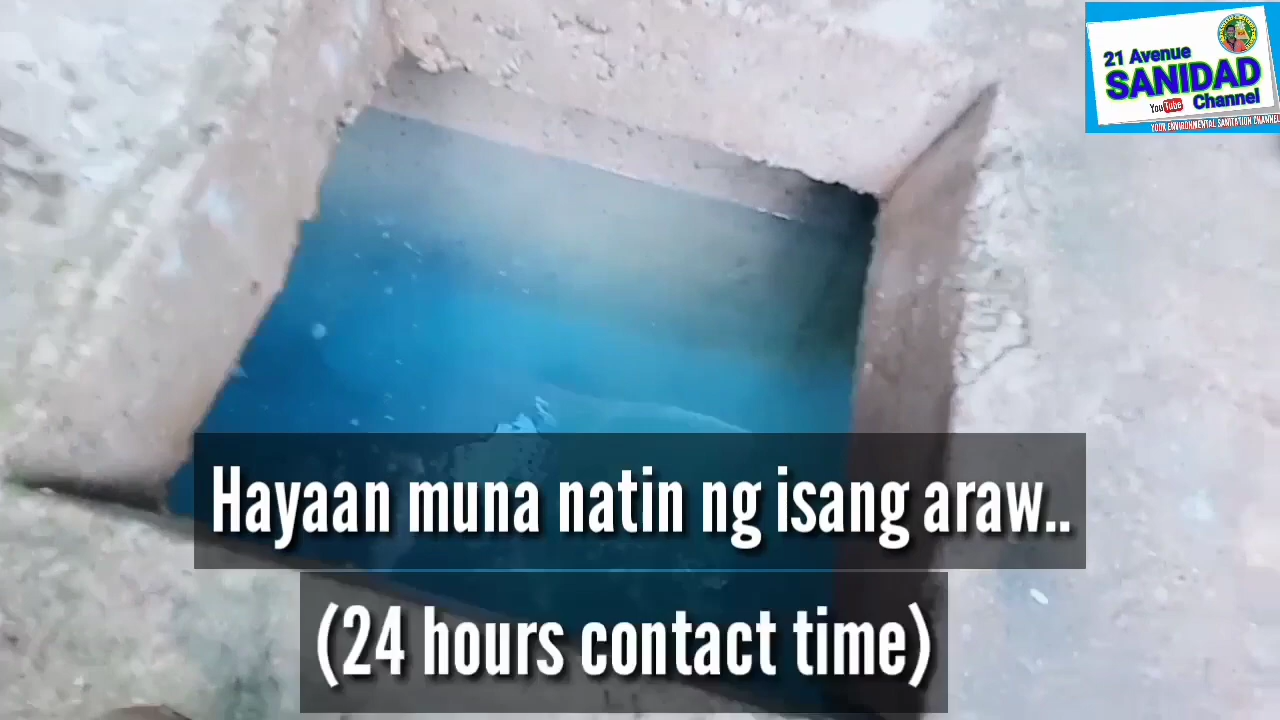 21 Avenue
SANIDAD
YouTube Channel
YOUR ENVIRONMENTAL SANITATION CHANNEL
Hayaan muna natin ng isang araw..
(24 hours contact time)